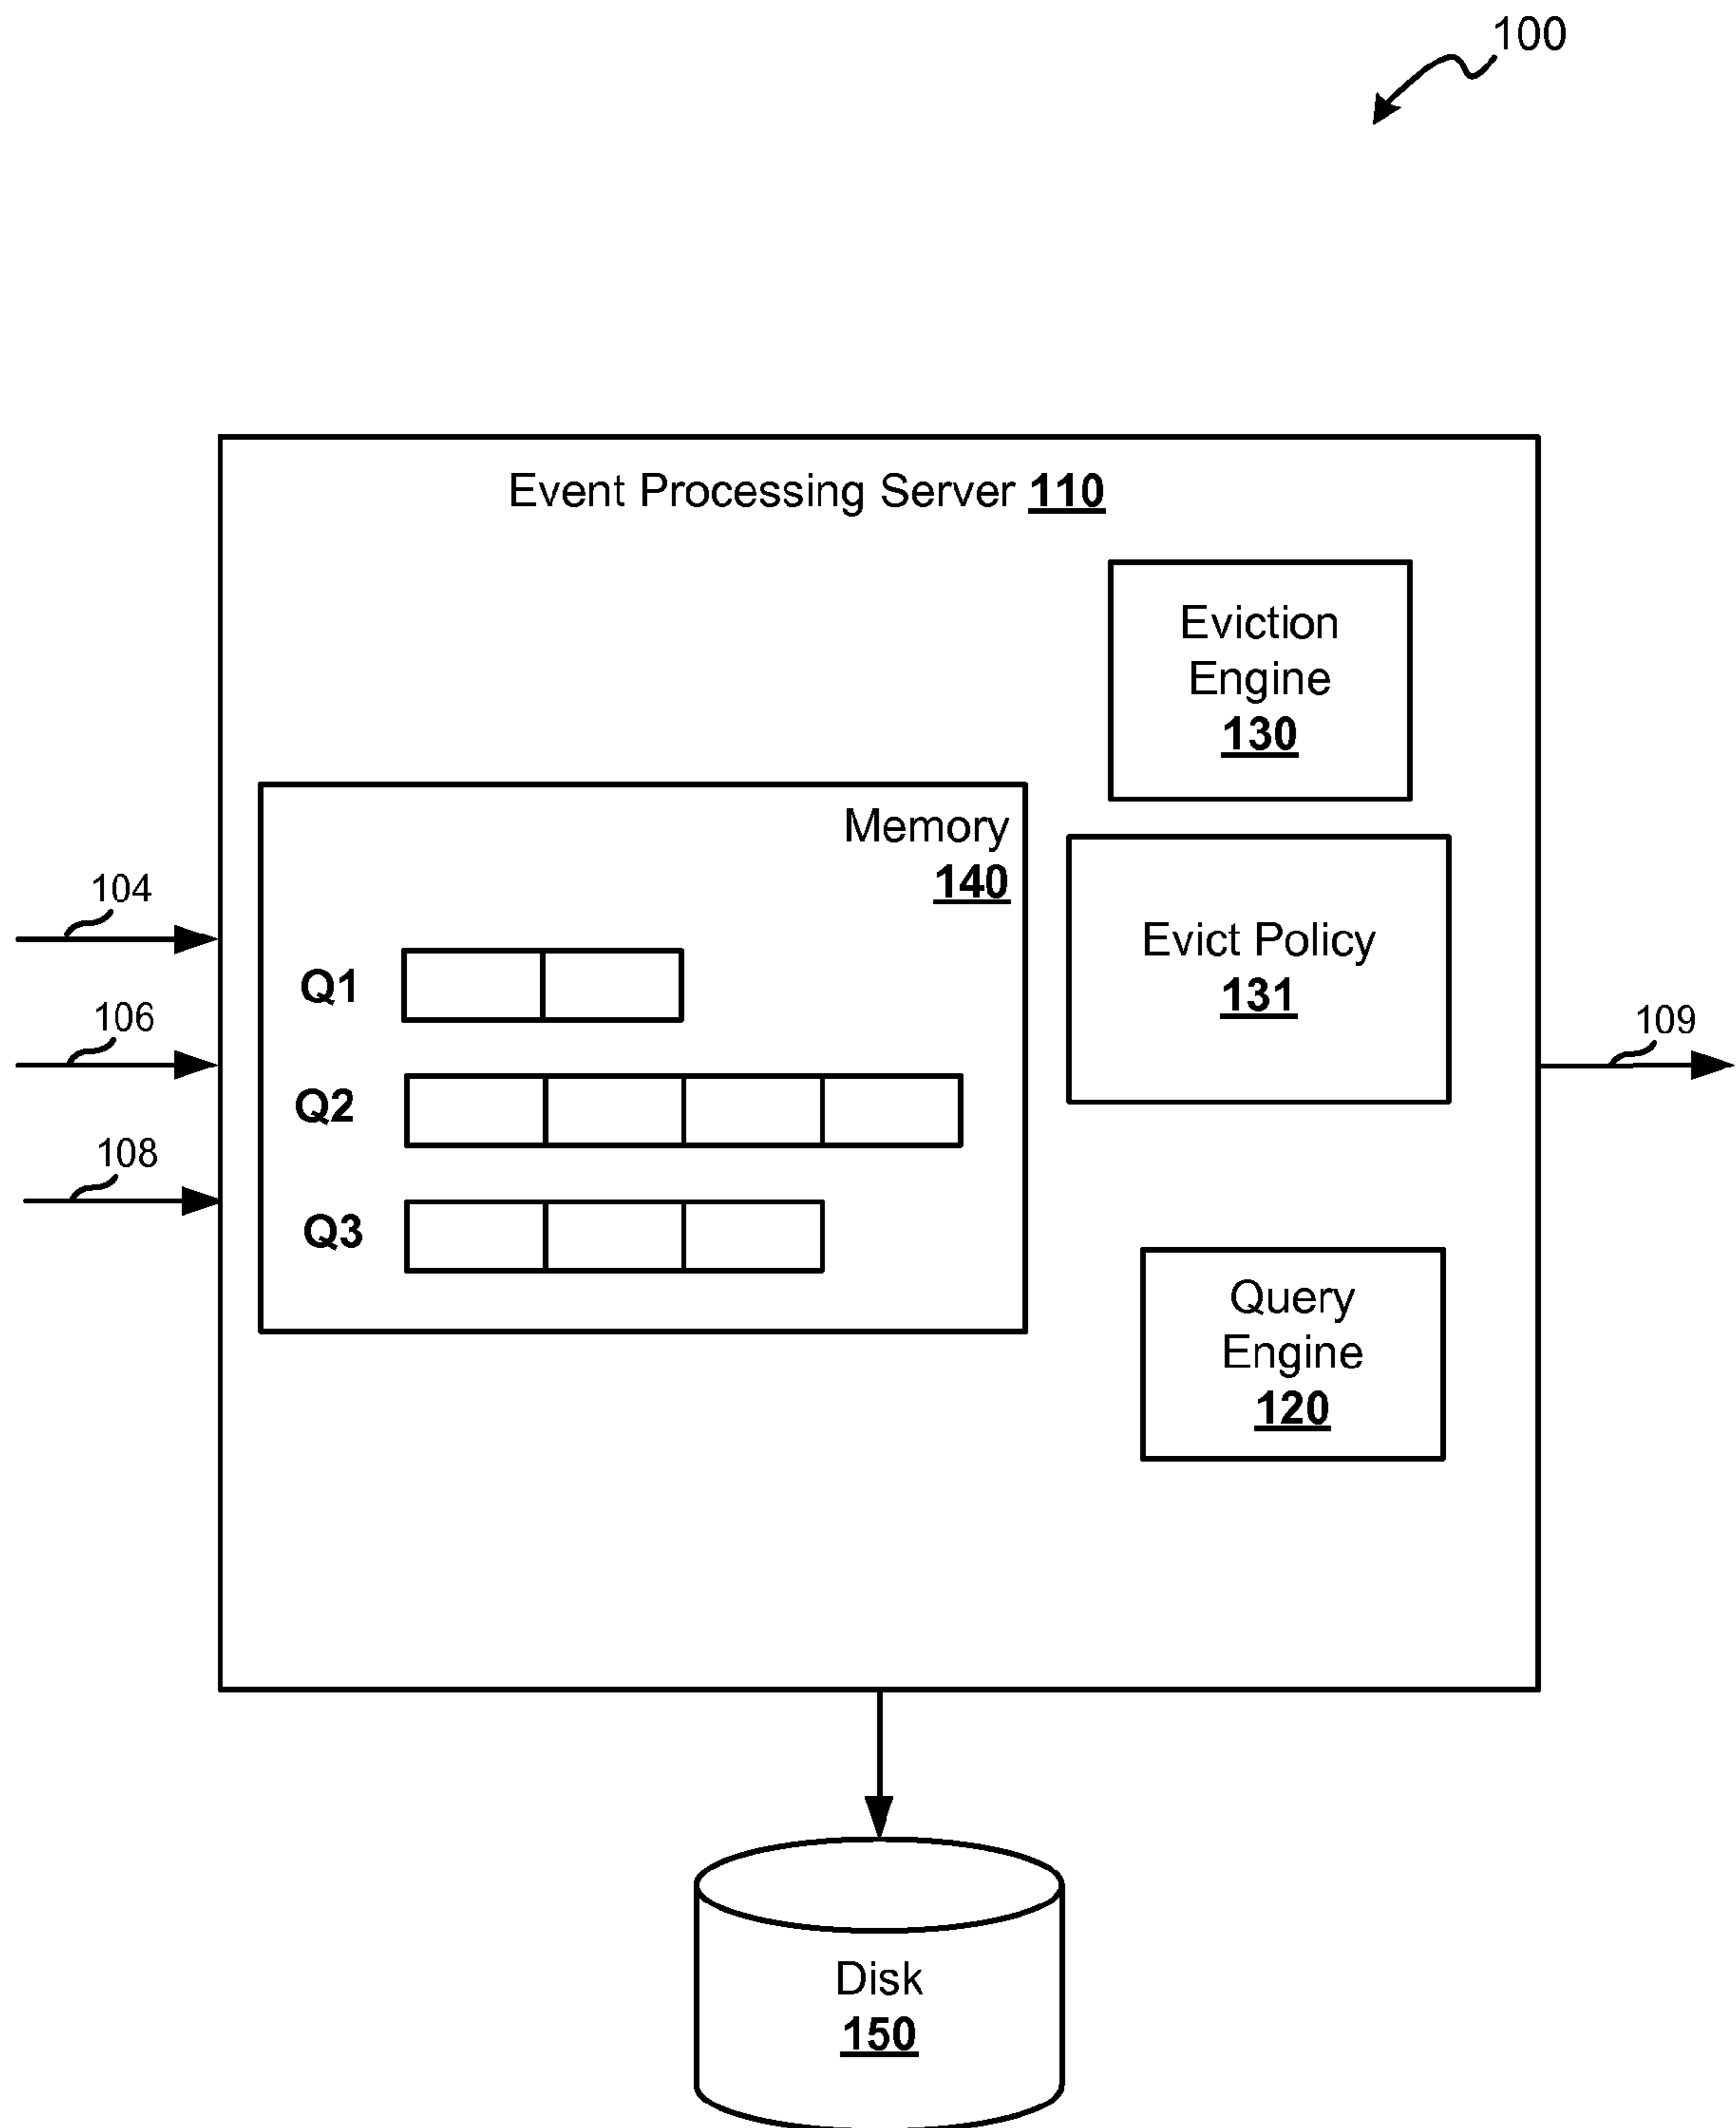 100
Event Processing Server 110
Eviction
Engine
130
Memory
140
104
Evict Policy
131
Q1
106
109
Q2
108
Q3
Query
Engine
120
Disk
150